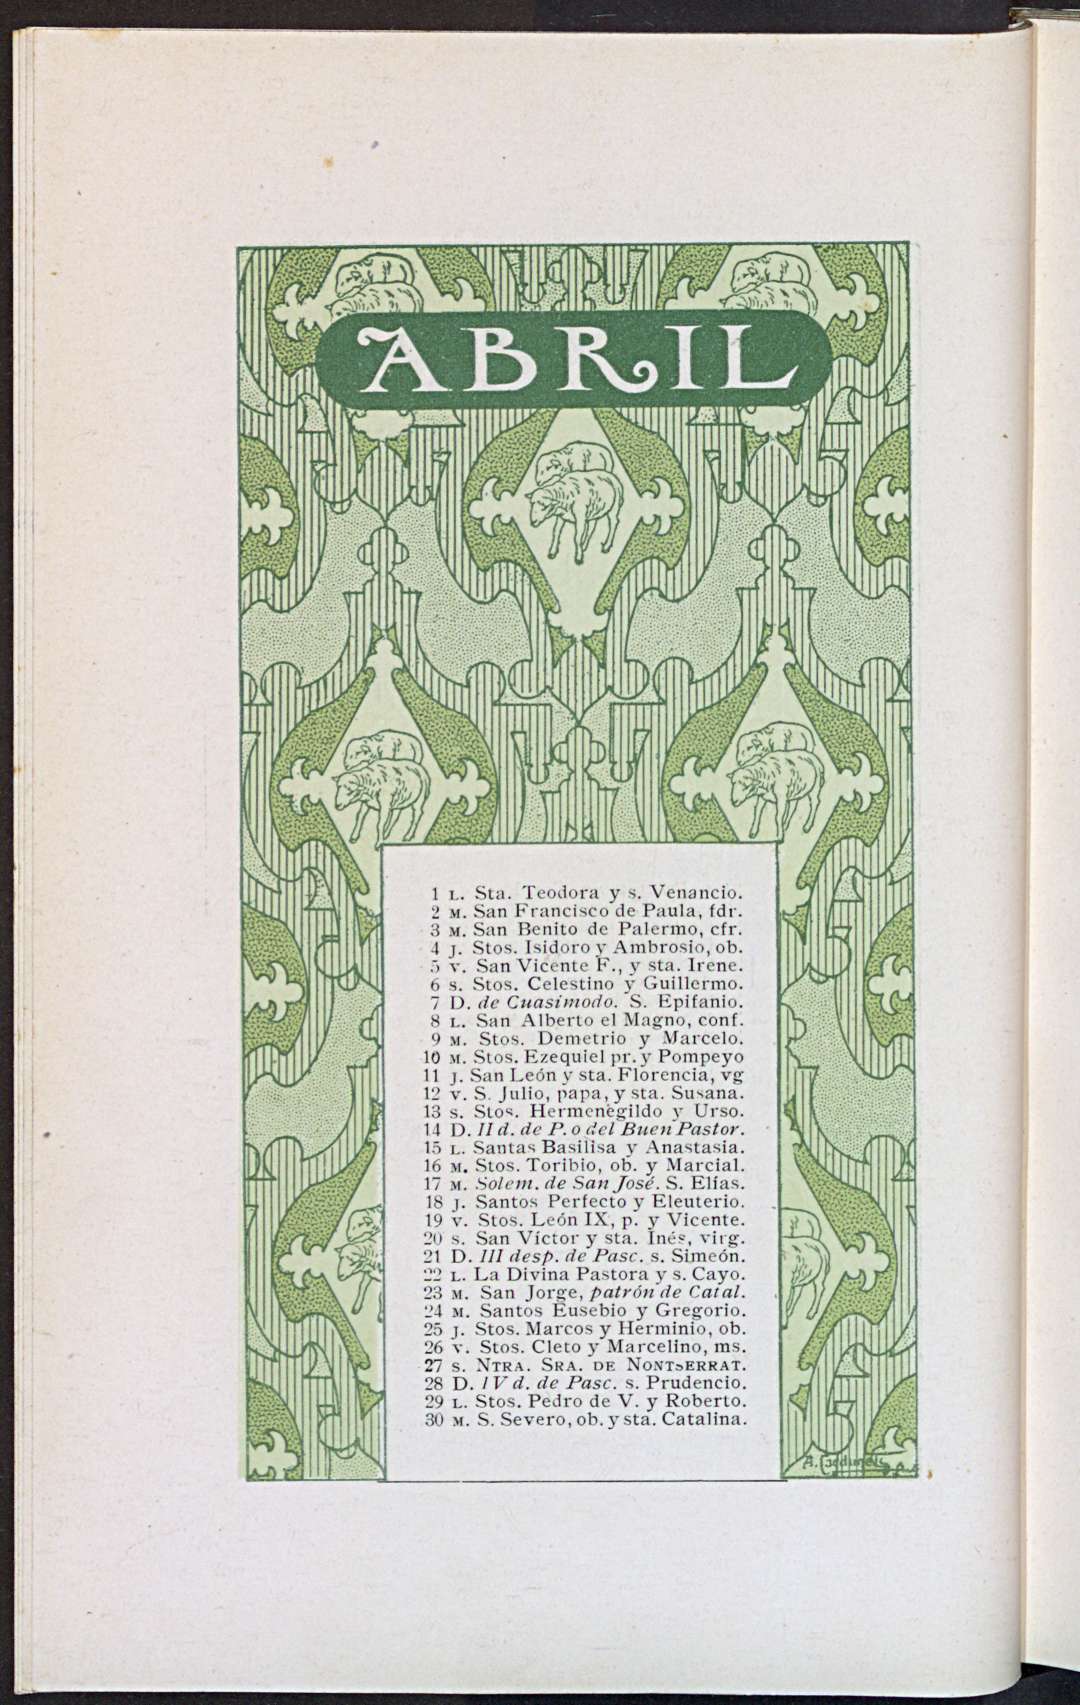 ABRIL
1 L. Sta. Teodora y s. Venancio.
2 M. San Francisco de Paula, fdr.
3 M. San Benito de Palermo, cfr.
4 J. Stos. Isidoro y Ambrosio, ob.
5 V. San Vicente F., y sta. Irene.
6 S. Stos. Celestino y Guillermo.
7 D. de Cuasimodo. S. Epifanio.
8 L. San Alberto el Magno, conf.
9 M. Stos. Demetrio y Marcelo.
10 M. Stos. Ezequiel pr. y Pompeyo
11 J. San León y sta. Florencia, vg
12 V. S. Julio, papa, y sta. Susana.
13 S. Stos. Hermenegildo y Urso.
14 D. II d. de P. o del Buen Pastor.
15 L. Santas Basilisa y Anastasia.
16 M. Stos. Toribio, ob. y Marcial.
17 M. Solem. de San José. S. Elías.
18 J. Santos Perfecto y Eleuterio.
19 V. Stos. León IX, p. y Vicente.
20 S. San Víctor y sta. Inés, virg.
21 D. III desp. de Pasc. s. Simeón.
22 L. La Divina Pastora y s. Cayo.
23 M. San Jorge, patrón de Catal.
24 M. Santos Eusebio y Gregorio.
25 J. Stos. Marcos y Herminio, ob.
26 V. Stos. Cleto y Marcelino, ms.
27 S. NTRA. SRA. DE NONTSERRAT.
28 D. IV d. de Pasc. s. Prudencio.
29 L. Stos. Pedro de V. y Roberto.
30 M. S. Severo, ob. y sta. Catalina.
A.